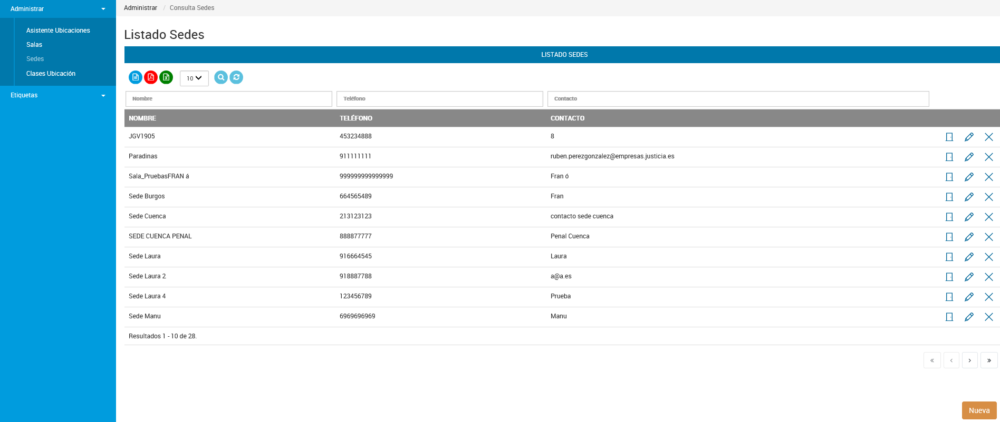 Administrar
Asistente Ubicaciones
Salas
Sedes
Clases Ubicación
Etiquetas
Administrar / Consulta Sedes
Listado Sedes
LISTADO SEDES
10
Nombre Teléfono Contacto
NOMBRE TELÉFONO CONTACTO
JGV1905 453234888 8
Paradinas 911111111 ruben.perezgonzalez@empresas.justicia.es
Sala_PruebasFRAN á 999999999999999 Fran ó
Sede Burgos 664565489 Fran
Sede Cuenca 213123123 contacto sede cuenca
SEDE CUENCA PENAL 888877777 Penal Cuenca
Sede Laura 916664545 Laura
Sede Laura 2 918887788 a@a.es
Sede Laura 4 123456789 Prueba
Sede Manu 6969696969 Manu
Resultados 1 - 10 de 28.
« ‹ › »
Nueva